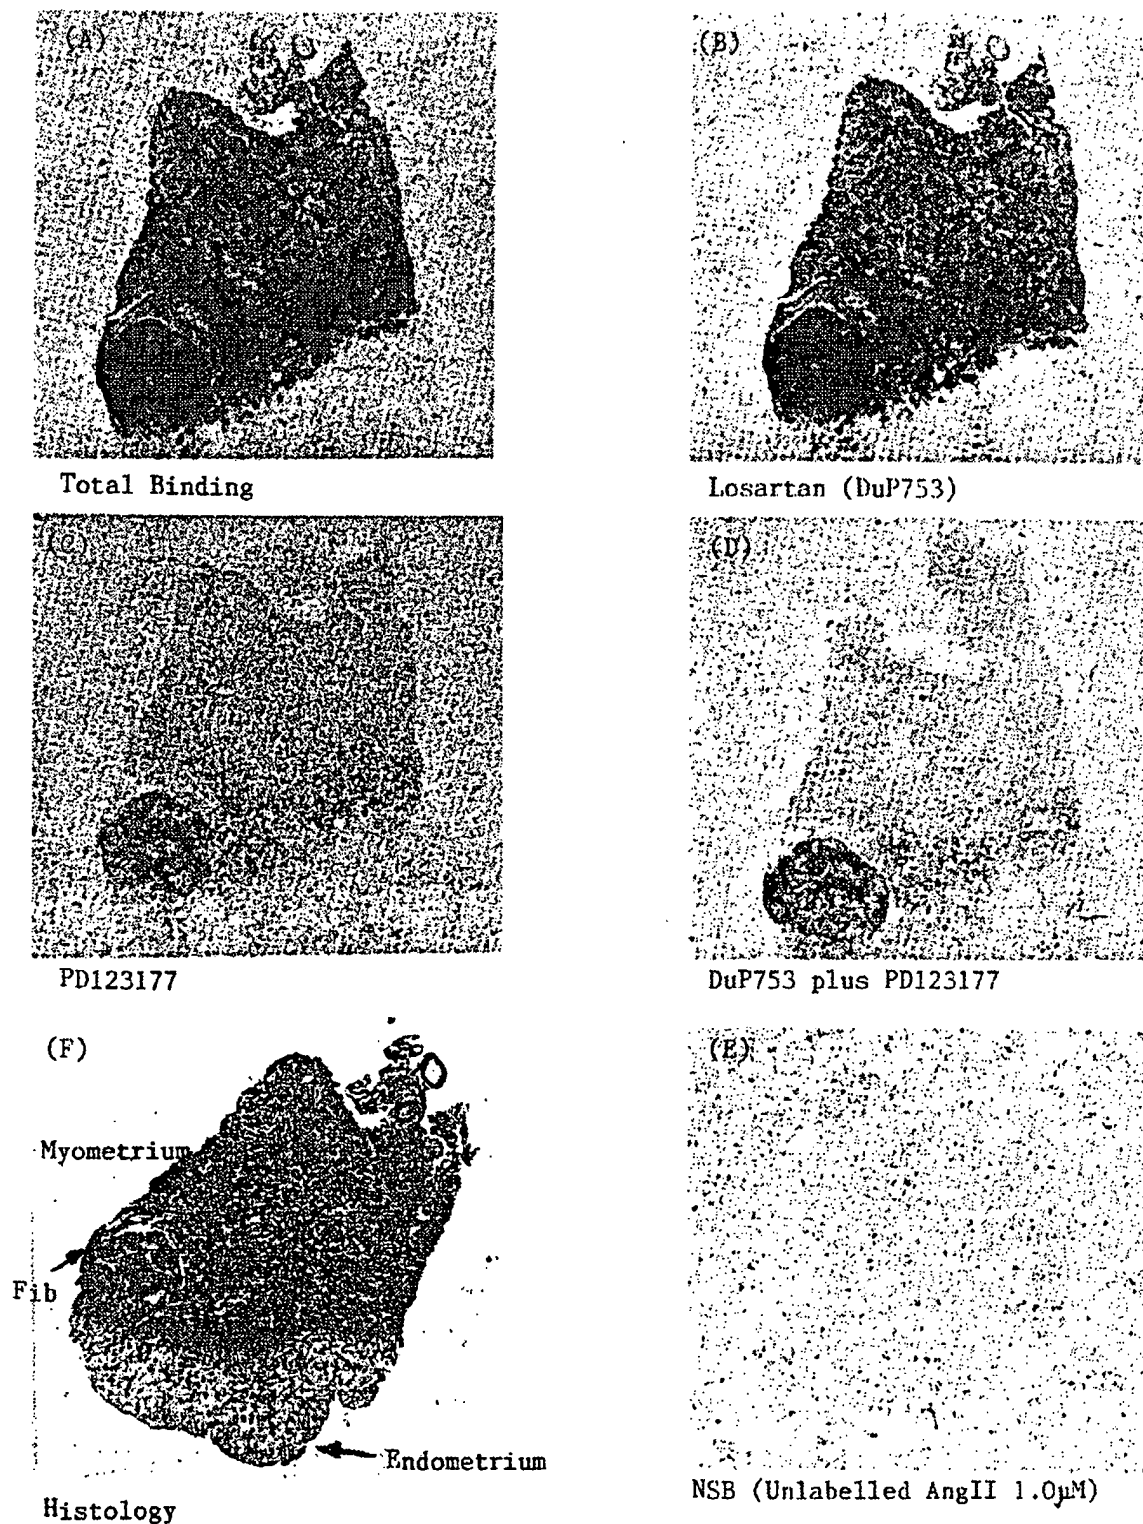 (A)
(B)
Total Binding
Losartan (DuP753)
(C)
(D)
PD123177
DuP753 plus PD123177
(F)
(E)
Myometrium
Fib
Endometrium
Histology
NSB (Unlabelled AngII 1.0μM)